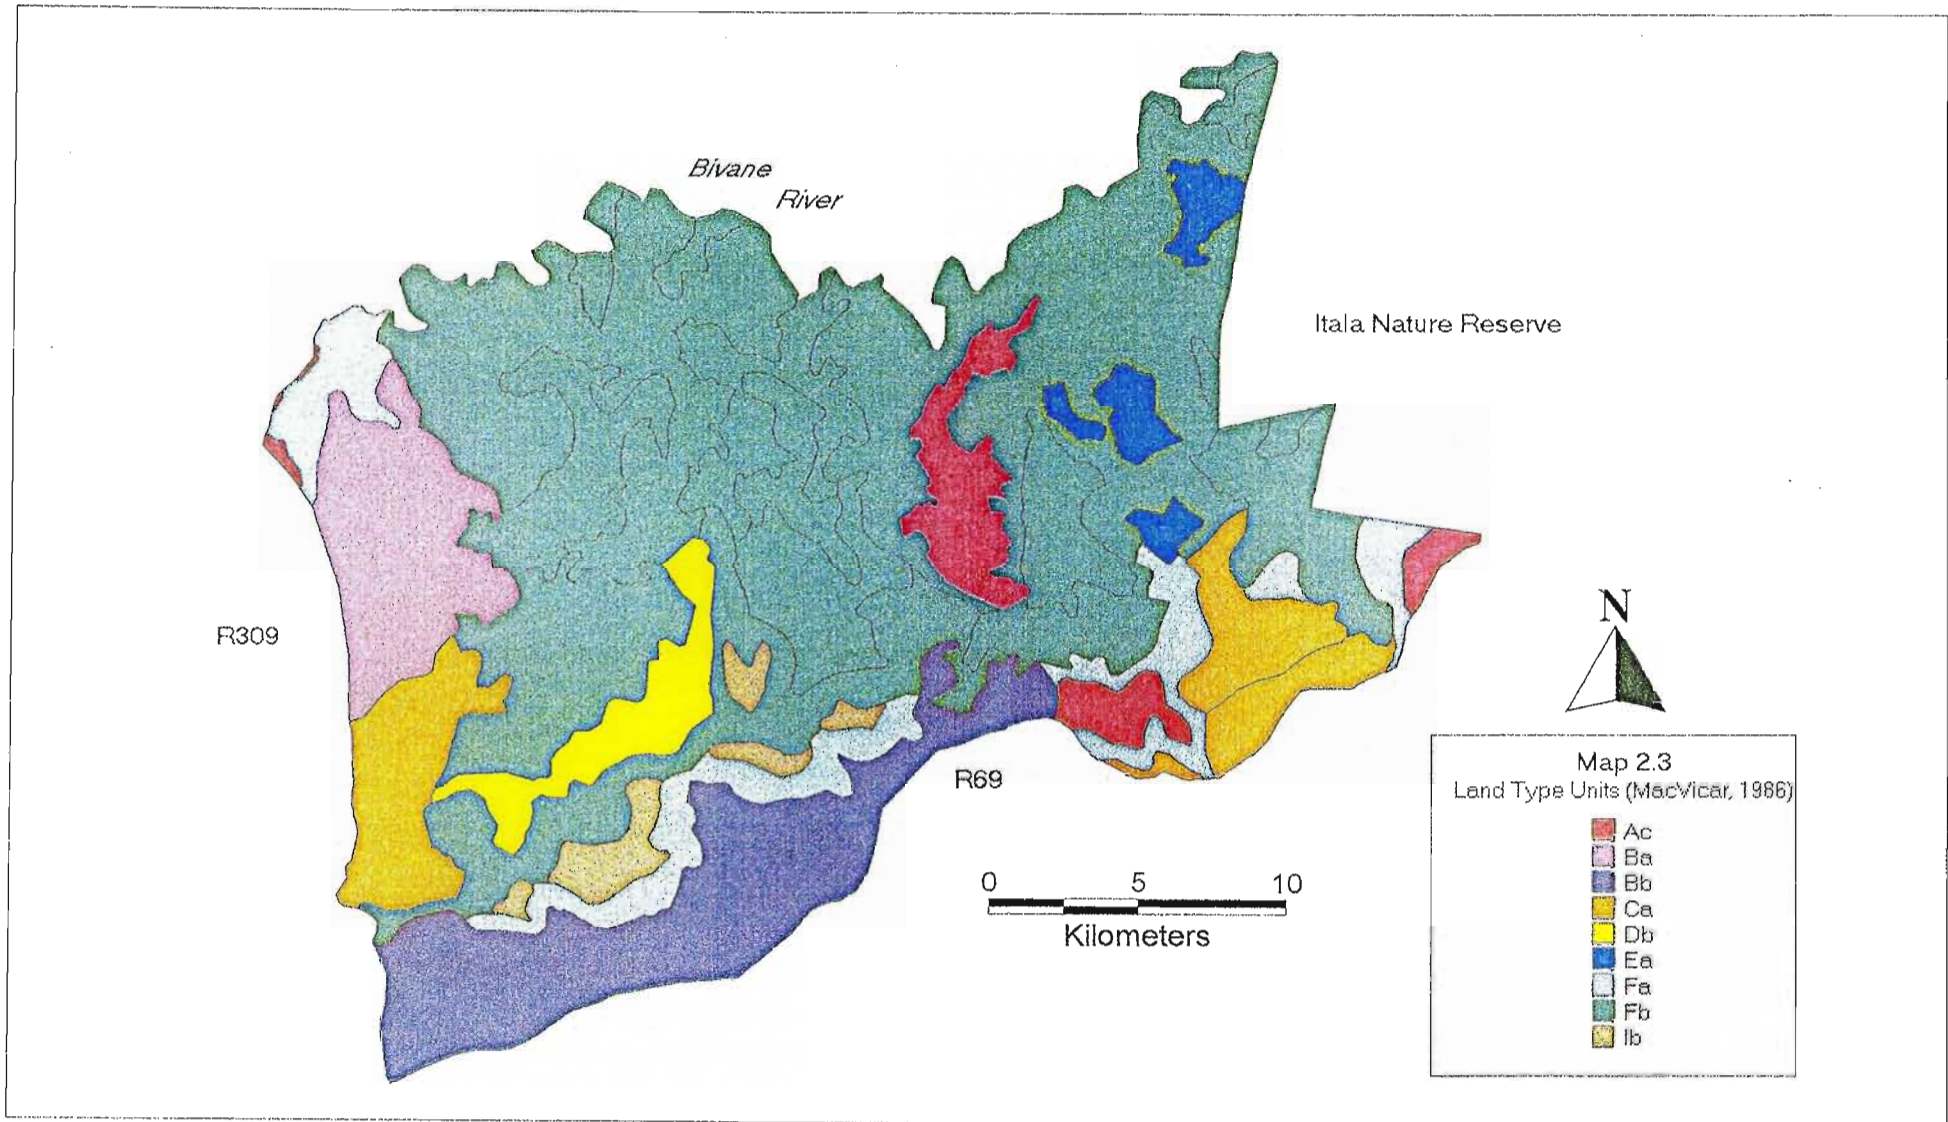 Bivane
River
Itala Nature Reserve
R309
N
R69
0 5 10
Kilometers
Map 2.3
Land Type Units (MacVicar, 1986)
Ac
Ba
Bb
Ca
Db
Ea
Fa
Fb
Ib